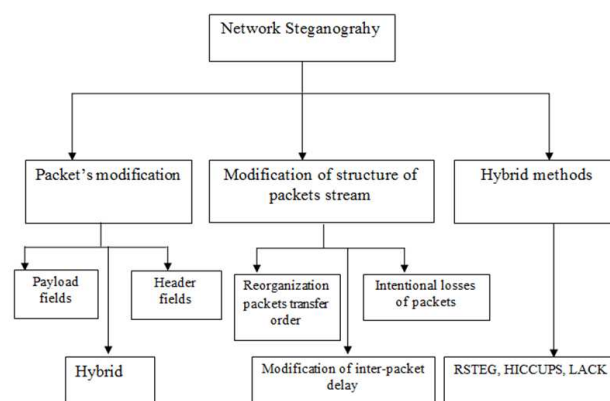 Network Steganograhy
Packet's modification
Modification of structure of
packets stream
Hybrid methods
Payload
fields
Header
fields
Reorganization
packets transfer
order
Intentional losses
of packets
Hybrid
Modification of inter-packet
delay
RSTEG, HICCUPS, LACK